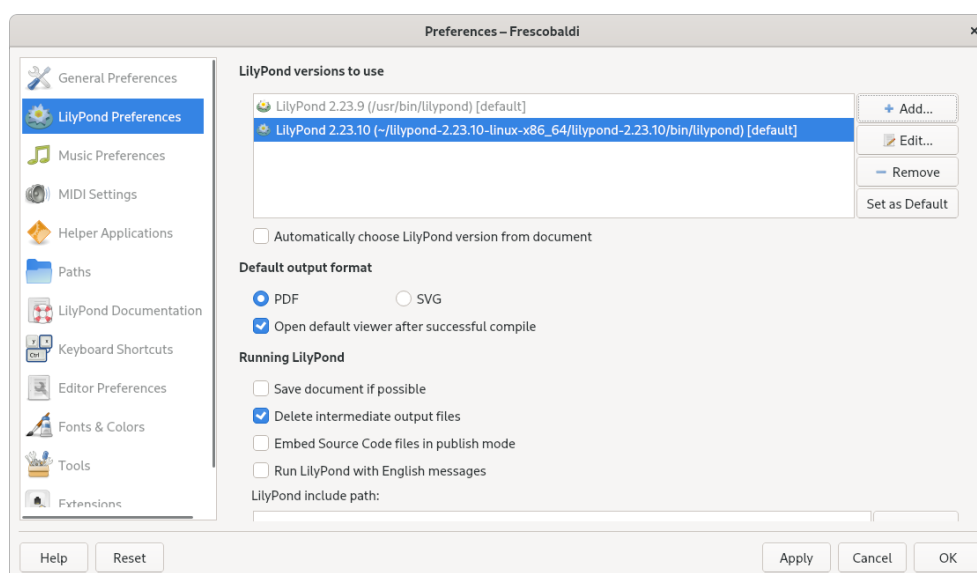 Preferences – Frescobaldi
General Preferences
LilyPond Preferences
Music Preferences
MIDI Settings
Helper Applications
Paths
LilyPond Documentation
Keyboard Shortcuts
Editor Preferences
Fonts & Colors
Tools
Extensions
LilyPond versions to use
LilyPond 2.23.9 (/usr/bin/lilypond) [default]
LilyPond 2.23.10 (~/lilypond-2.23.10-linux-x86_64/lilypond-2.23.10/bin/lilypond) [default]
Add...
Edit...
Remove
Set as Default
Automatically choose LilyPond version from document
Default output format
PDF SVG
Open default viewer after successful compile
Running LilyPond
Save document if possible
Delete intermediate output files
Embed Source Code files in publish mode
Run LilyPond with English messages
LilyPond include path:
Help Reset Apply Cancel OK